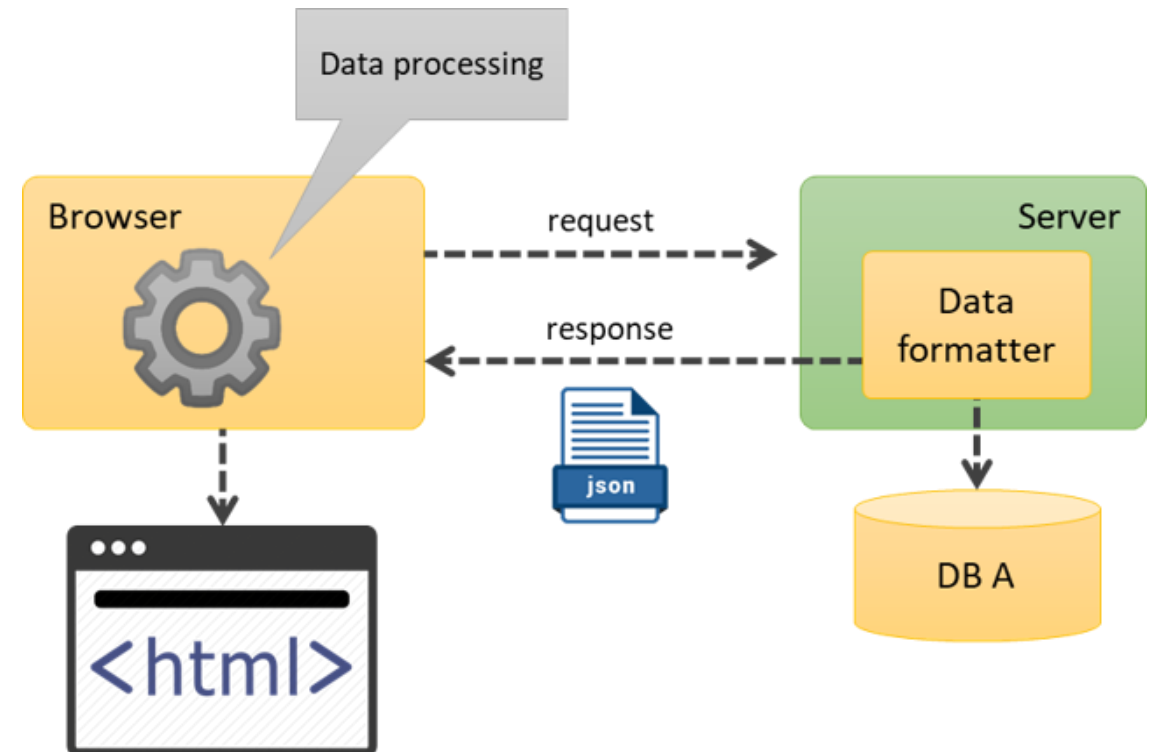 Data processing
Browser
request
Server
Data
formatter
response
json
DB A
<html>